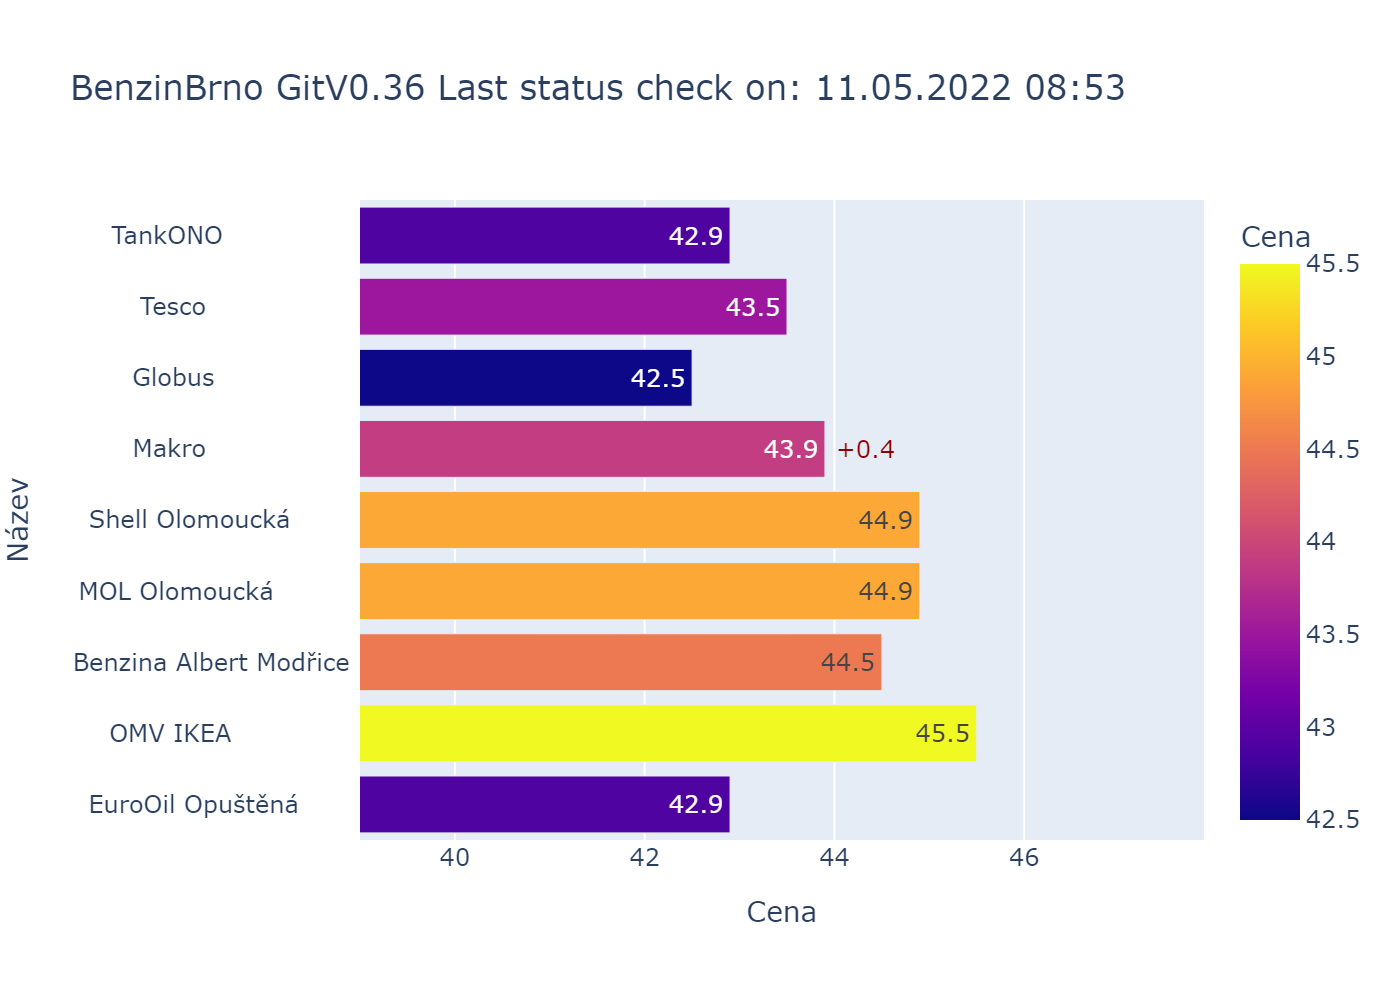 BenzinBrno GitV0.36 Last status check on: 11.05.2022 08:53
TankONO
42.9
Tesco
43.5
Globus
42.5
Makro
43.9
+0.4
Shell Olomoucká
44.9
MOL Olomoucká
44.9
Benzina Albert Modřice
44.5
OMV IKEA
45.5
EuroOil Opuštěná
42.9
Název
40
42
44
46
Cena
Cena
45.5
45
44.5
44
43.5
43
42.5